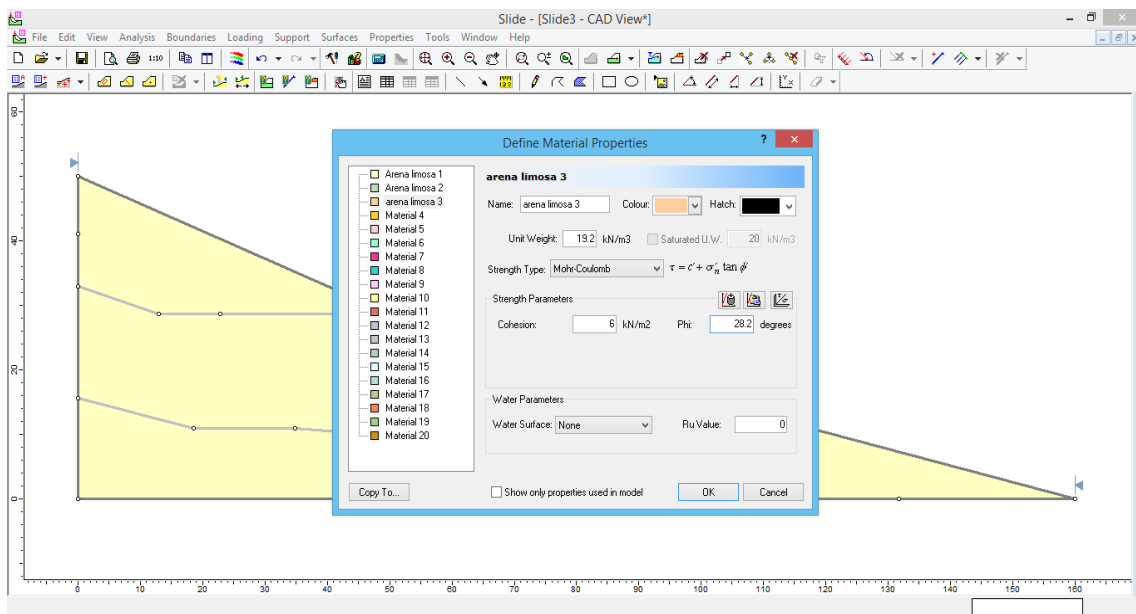 Slide - [Slide3 - CAD View*]
File Edit View Analysis Boundaries Loading Support Surfaces Properties Tools Window Help
1:10
60
40
20
0
Define Material Properties ?
Arena limosa 1
Arena limosa 2
arena limosa 3
Material 4
Material 5
Material 6
Material 7
Material 8
Material 9
Material 10
Material 11
Material 12
Material 13
Material 14
Material 15
Material 16
Material 17
Material 18
Material 19
Material 20
arena limosa 3
Name: arena limosa 3 Colour: Hatch:
Unit Weight: 19.2 kN/m3 Saturated U.W. 20 kN/m3
Strength Type: Mohr-Coulomb τ = c' + σ'n tan ϕ'
Strength Parameters
Cohesion: 6 kN/m2 Phi: 28.2 degrees
Water Parameters
Water Surface: None Ru Value: 0
Copy To... Show only properties used in model OK Cancel
0 10 20 30 40 50 60 70 80 90 100 110 120 130 140 150 160